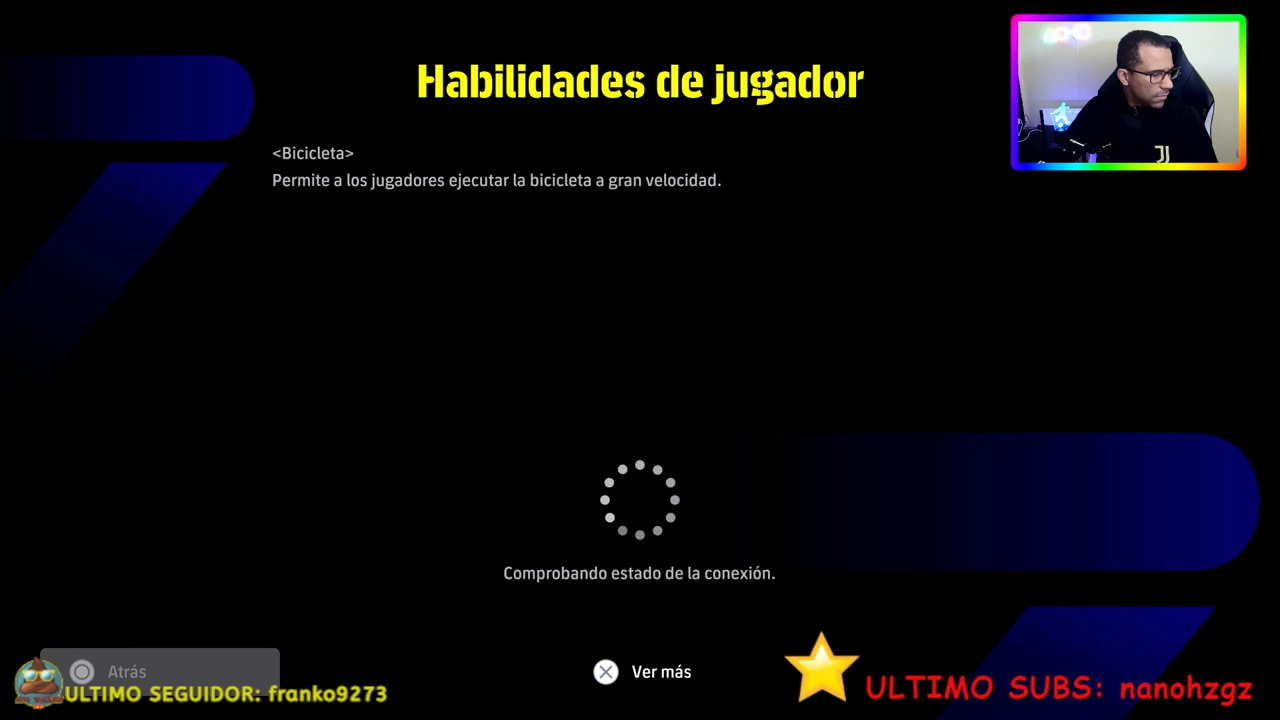 Habilidades de jugador
<Bicicleta>
Permite a los jugadores ejecutar la bicicleta a gran velocidad.
Comprobando estado de la conexión.
Atrás
Ver más
ULTIMO SEGUIDOR: franko9273
ULTIMO SUBS: nanohzgz